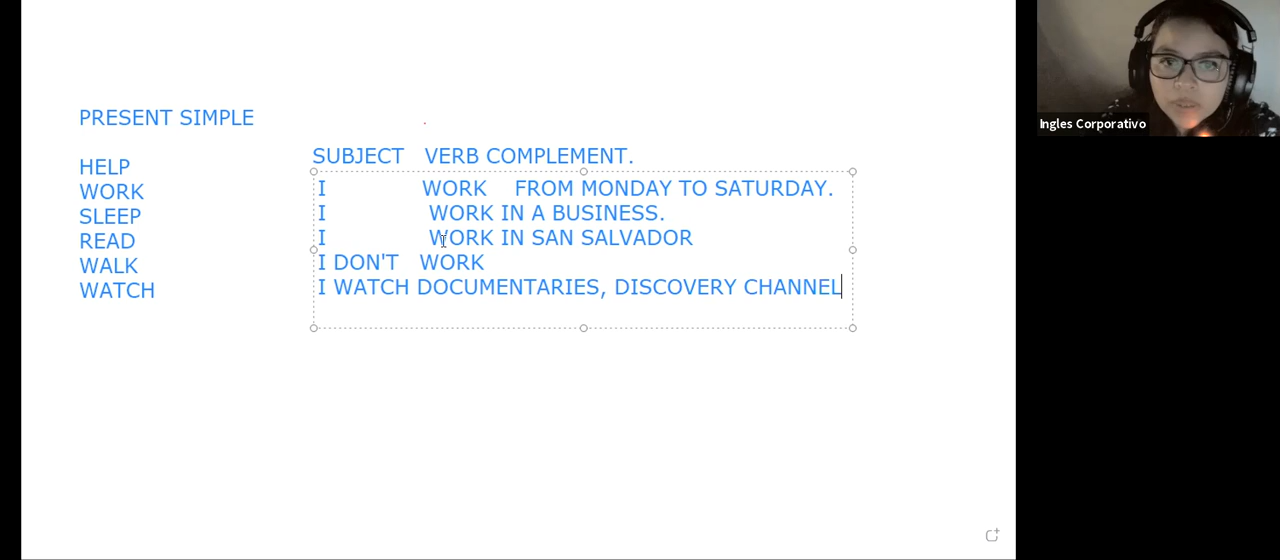 PRESENT SIMPLE
HELP
WORK
SLEEP
READ
WALK
WATCH
SUBJECT VERB COMPLEMENT.
I WORK FROM MONDAY TO SATURDAY.
I WORK IN A BUSINESS.
I WORK IN SAN SALVADOR
I DON'T WORK
I WATCH DOCUMENTARIES, DISCOVERY CHANNEL
Ingles Corporativo